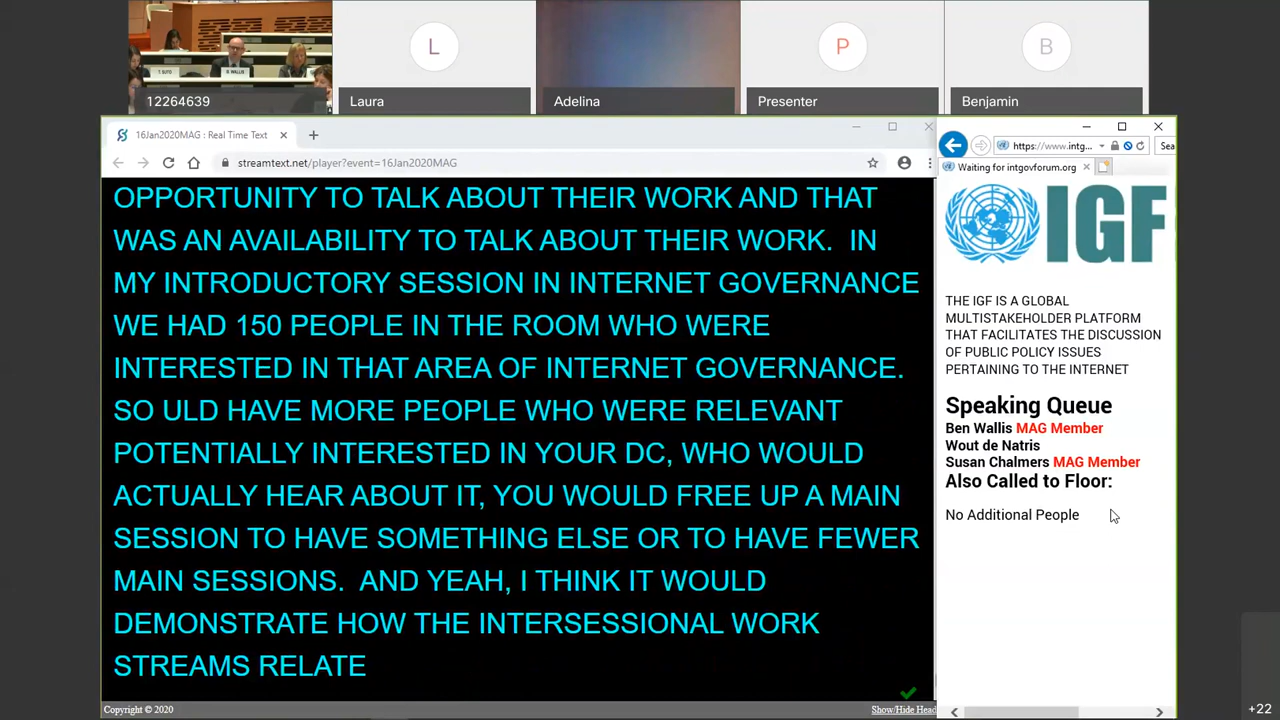 T. SUTO
B. WALLIS
12264639
L
Laura
Adelina
P
Presenter
B
Benjamin
16Jan2020MAG : Real Time Text
streamtext.net/player?event=16Jan2020MAG
OPPORTUNITY TO TALK ABOUT THEIR WORK AND THAT
WAS AN AVAILABILITY TO TALK ABOUT THEIR WORK.  IN
MY INTRODUCTORY SESSION IN INTERNET GOVERNANCE
WE HAD 150 PEOPLE IN THE ROOM WHO WERE
INTERESTED IN THAT AREA OF INTERNET GOVERNANCE.
SO ULD HAVE MORE PEOPLE WHO WERE RELEVANT
POTENTIALLY INTERESTED IN YOUR DC, WHO WOULD
ACTUALLY HEAR ABOUT IT, YOU WOULD FREE UP A MAIN
SESSION TO HAVE SOMETHING ELSE OR TO HAVE FEWER
MAIN SESSIONS.  AND YEAH, I THINK IT WOULD
DEMONSTRATE HOW THE INTERSESSIONAL WORK
STREAMS RELATE
Copyright © 2020
Show/Hide Head
https://www.intg...
Sea
Waiting for intgovforum.org
IGF
THE IGF IS A GLOBAL
MULTISTAKEHOLDER PLATFORM
THAT FACILITATES THE DISCUSSION
OF PUBLIC POLICY ISSUES
PERTAINING TO THE INTERNET
Speaking Queue
Ben Wallis MAG Member
Wout de Natris
Susan Chalmers MAG Member
Also Called to Floor:
No Additional People
+22